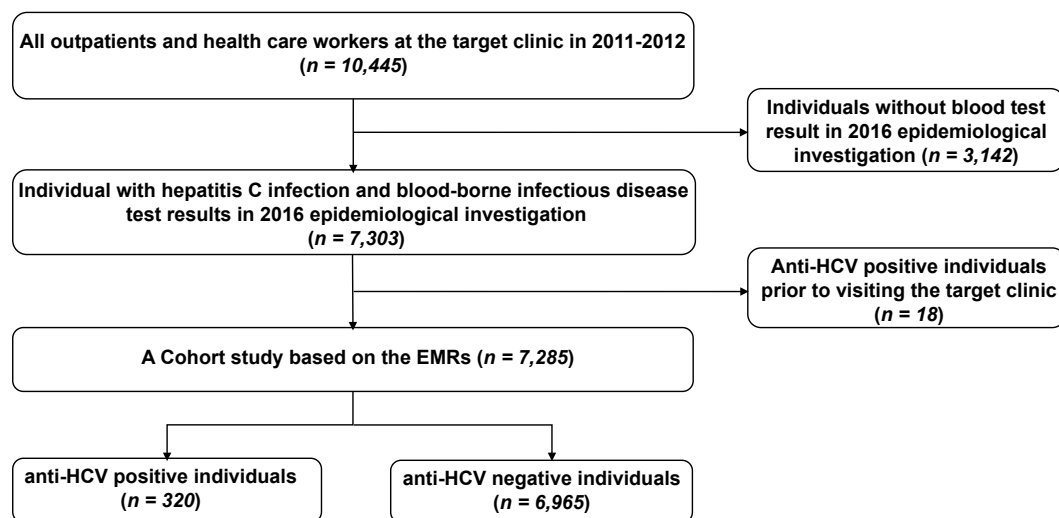 All outpatients and health care workers at the target clinic in 2011-2012
(n = 10,445)
Individuals without blood test
result in 2016 epidemiological
investigation (n = 3,142)
Individual with hepatitis C infection and blood-borne infectious disease
test results in 2016 epidemiological investigation
(n = 7,303)
Anti-HCV positive individuals
prior to visiting the target clinic
(n = 18)
A Cohort study based on the EMRs (n = 7,285)
anti-HCV positive individuals
(n = 320)
anti-HCV negative individuals
(n = 6,965)